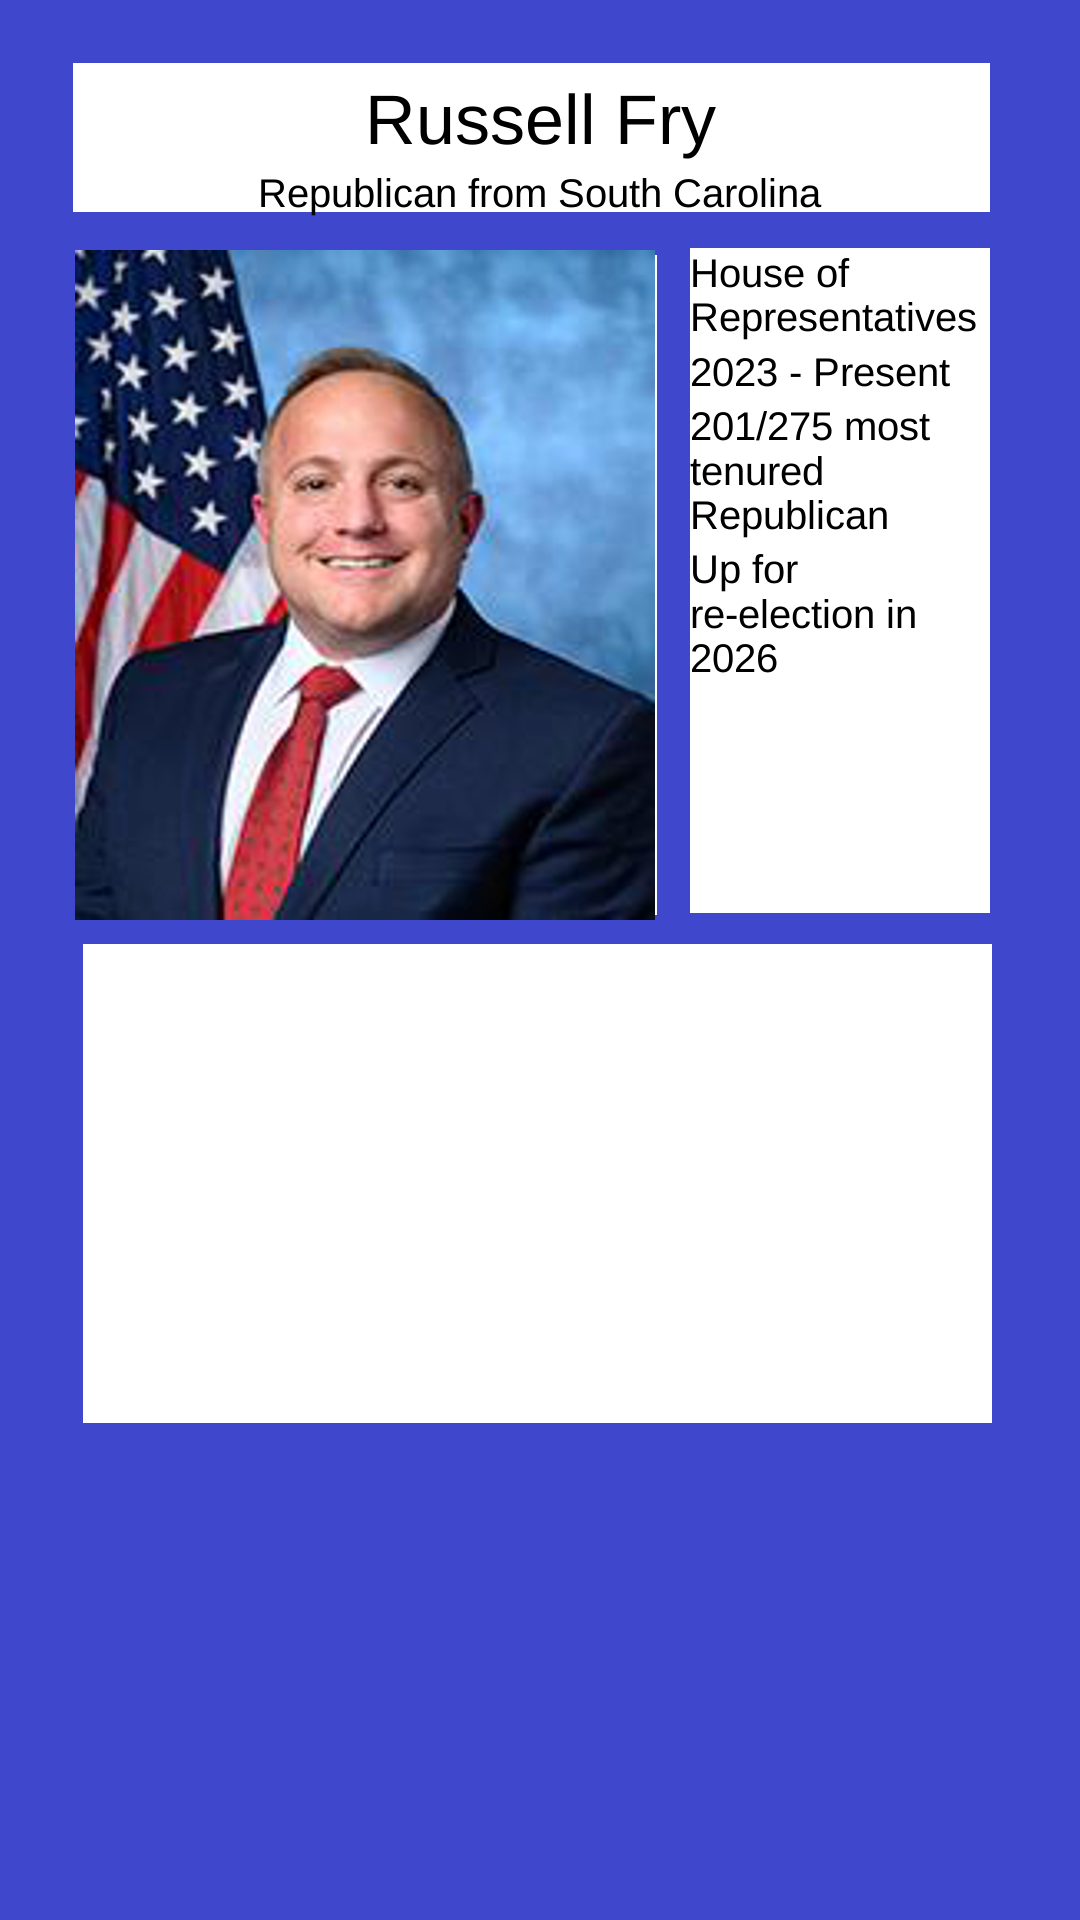 Russell Fry
Republican from South Carolina
House of
Representatives
2023 - Present
201/275 most
tenured
Republican
Up for
re-election in
2026